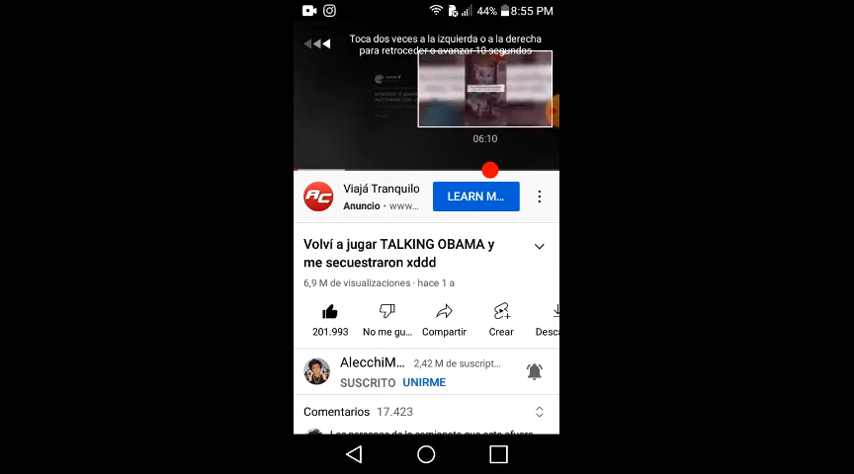 44% 8:55 PM
Toca dos veces a la izquierda o a la derecha
para retroceder o avanzar 10 segundos
06:10
AC
Viajá Tranquilo
LEARN M...
Anuncio • www...
Volví a jugar TALKING OBAMA y
me secuestraron xddd
6,9 M de visualizaciones · hace 1 a
201.993 No me gu... Compartir Crear Desca
AlecchiM... 2,42 M de suscript...
SUSCRITO UNIRME
Comentarios 17.423